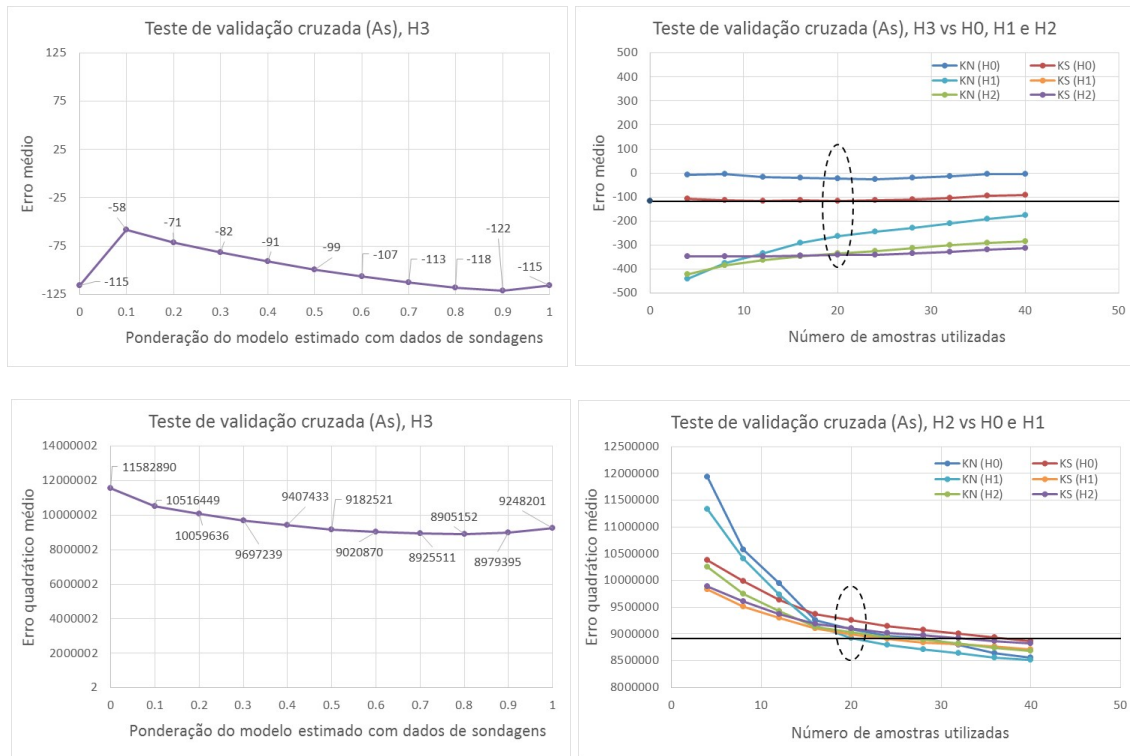 Teste de validação cruzada (As), H3
125
75
25
-25
-75
-125
Erro médio
-115
-58
-71
-82
-91
-99
-107
-113
-118
-122
-115
0 0.1 0.2 0.3 0.4 0.5 0.6 0.7 0.8 0.9 1
Ponderação do modelo estimado com dados de sondagens
Teste de validação cruzada (As), H3 vs H0, H1 e H2
500
400
300
200
100
0
-100
-200
-300
-400
-500
Erro médio
KN (H0) KS (H0)
KN (H1) KS (H1)
KN (H2) KS (H2)
0 10 20 30 40 50
Número de amostras utilizadas
Teste de validação cruzada (As), H3
14000002
12000002
10000002
8000002
6000002
4000002
2000002
2
Erro quadrático médio
11582890
10516449
10059636
9697239
9407433
9182521
9020870
8925511
8905152
8979395
9248201
0 0.1 0.2 0.3 0.4 0.5 0.6 0.7 0.8 0.9 1
Ponderação do modelo estimado com dados de sondagens
Teste de validação cruzada (As), H2 vs H0 e H1
12500000
12000000
11500000
11000000
10500000
10000000
9500000
9000000
8500000
8000000
Erro quadrático médio
KN (H0) KS (H0)
KN (H1) KS (H1)
KN (H2) KS (H2)
0 10 20 30 40 50
Número de amostras utilizadas